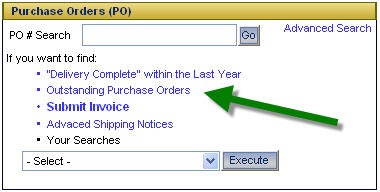 Purchase Orders (PO)
Advanced Search
PO # Search Go
If you want to find:
"Delivery Complete" within the Last Year
Outstanding Purchase Orders
Submit Invoice
Advaced Shipping Notices
Your Searches
- Select - Execute